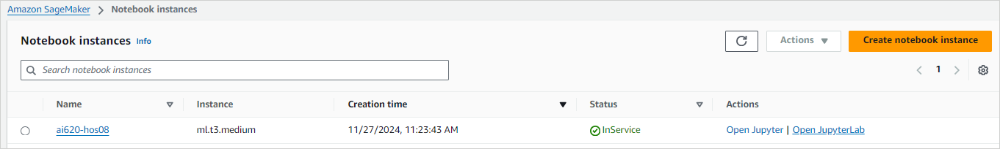 Amazon SageMaker > Notebook instances
Notebook instances Info Actions Create notebook instance
Search notebook instances 1
Name Instance Creation time Status Actions
ai620-hos08 ml.t3.medium 11/27/2024, 11:23:43 AM InService Open Jupyter | Open JupyterLab